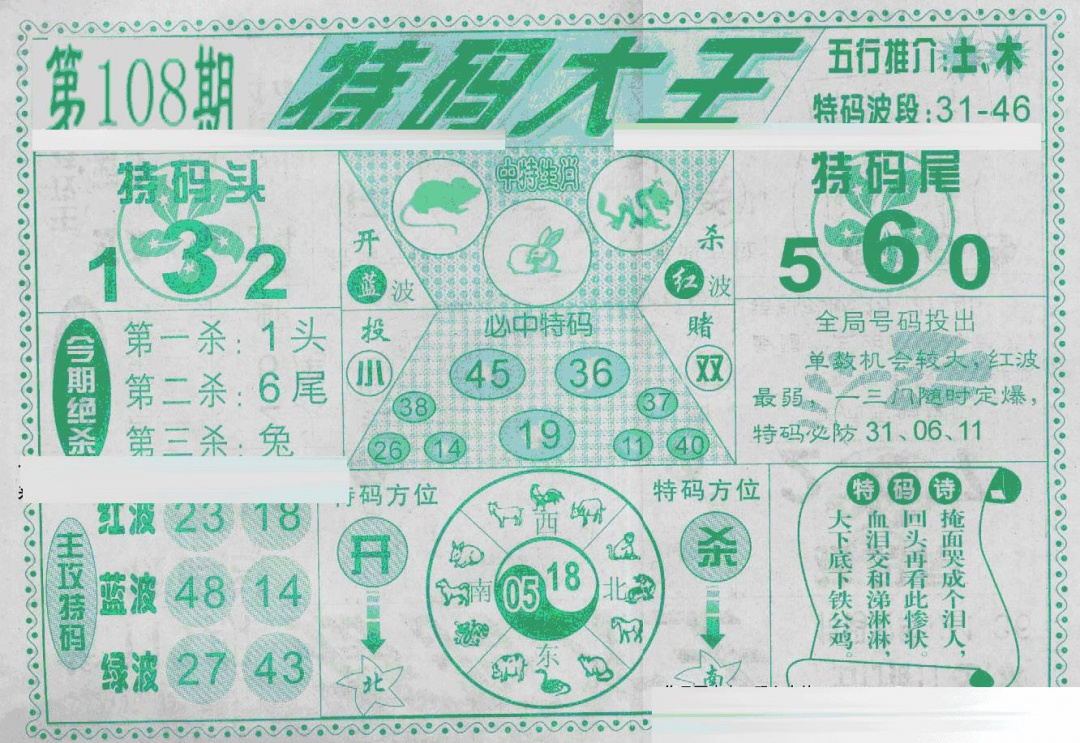 第108期
特码大王
五行推介:土、木
特码波段:31-46
特码头
1 3 2
中特生肖
开
蓝波
杀
红波
特码尾
5 6 0
今期绝杀
第一杀:1头
第二杀:6尾
第三杀:兔
投
小
必中特码
45 36
38 37
19
26 14 11 40
赌
双
全局号码投出
单数机会较大,红波
最弱、一三门随时定爆,
特码必防31、06、11
主攻特码
红波 23 18
蓝波 48 14
绿波 27 43
特码方位
开
北
西
南
北
东
05 18
特码方位
杀
南
特码诗
掩面哭成个泪人,
回头再看此惨状。
血泪交和涕淋淋,
大下底下铁公鸡。